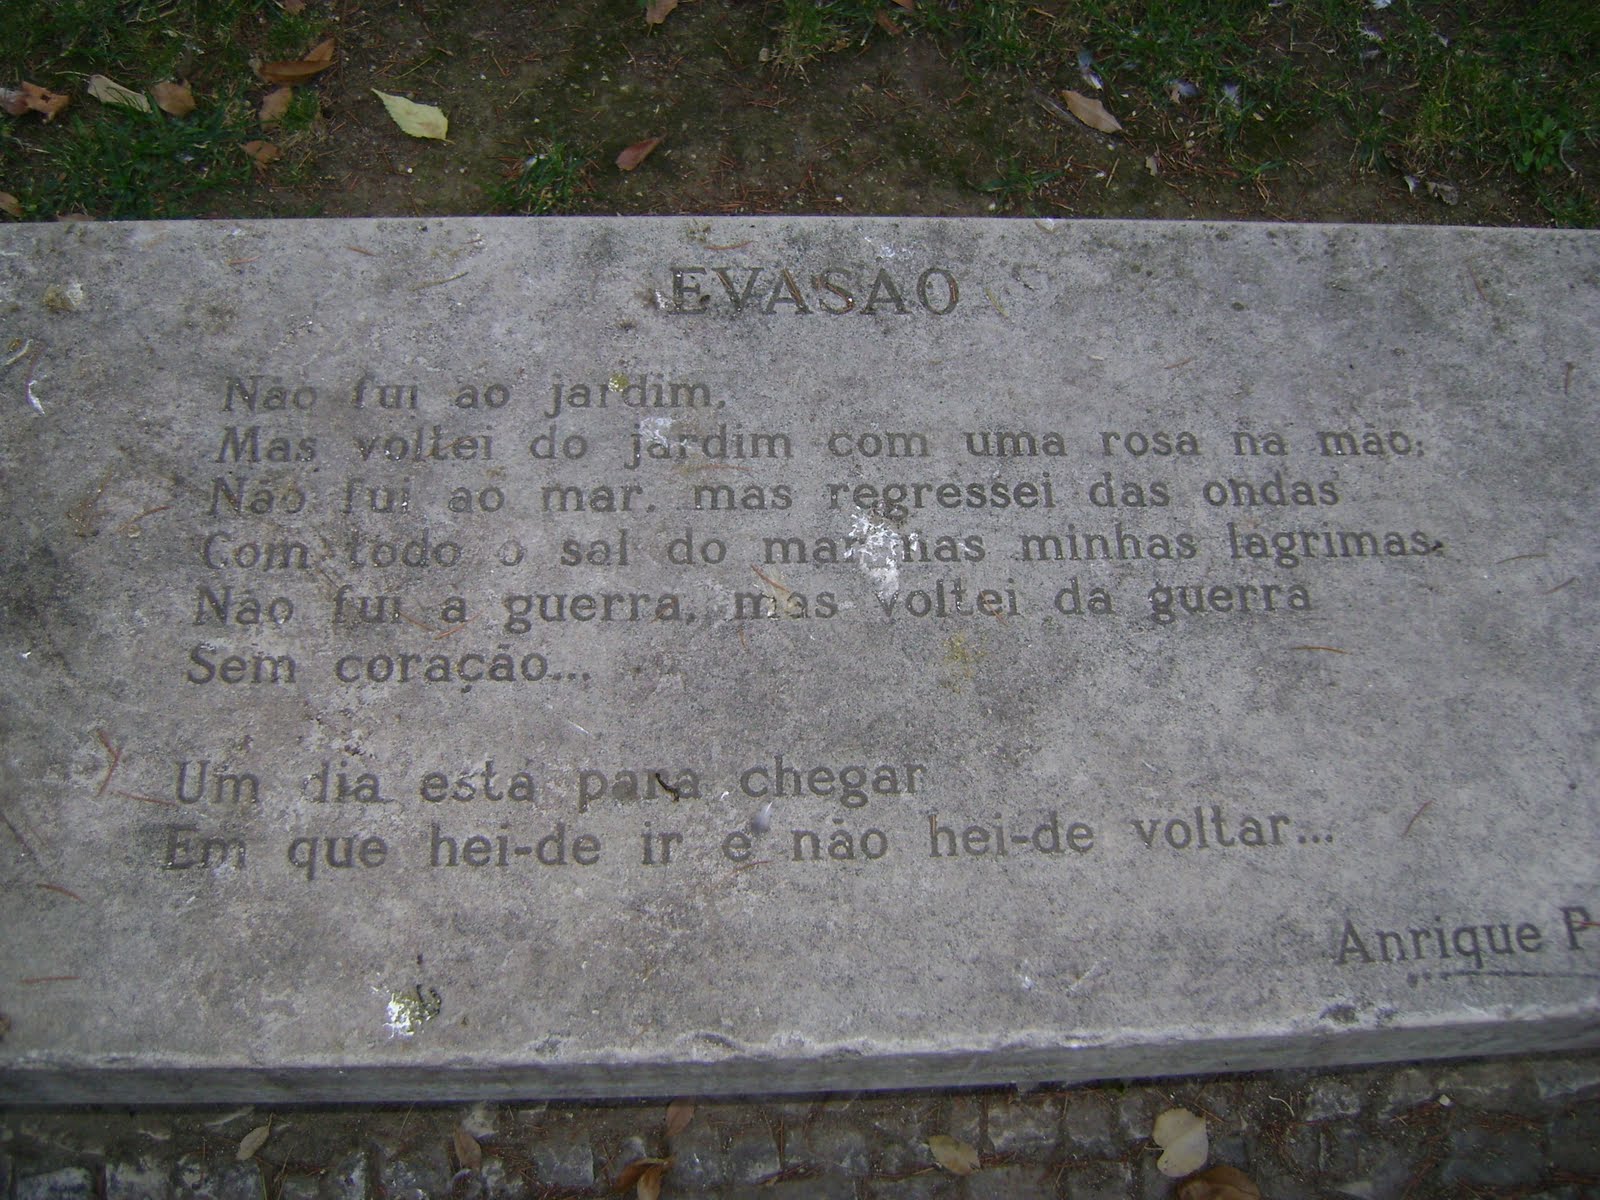 EVASÃO
Não fui ao jardim,
Mas voltei do jardim com uma rosa na mão;
Não fui ao mar, mas regressei das ondas
Com todo o sal do mar nas minhas lágrimas.
Não fui à guerra, mas voltei da guerra
Sem coração...
Um dia está para chegar
Em que hei-de ir e não hei-de voltar...
Anrique P